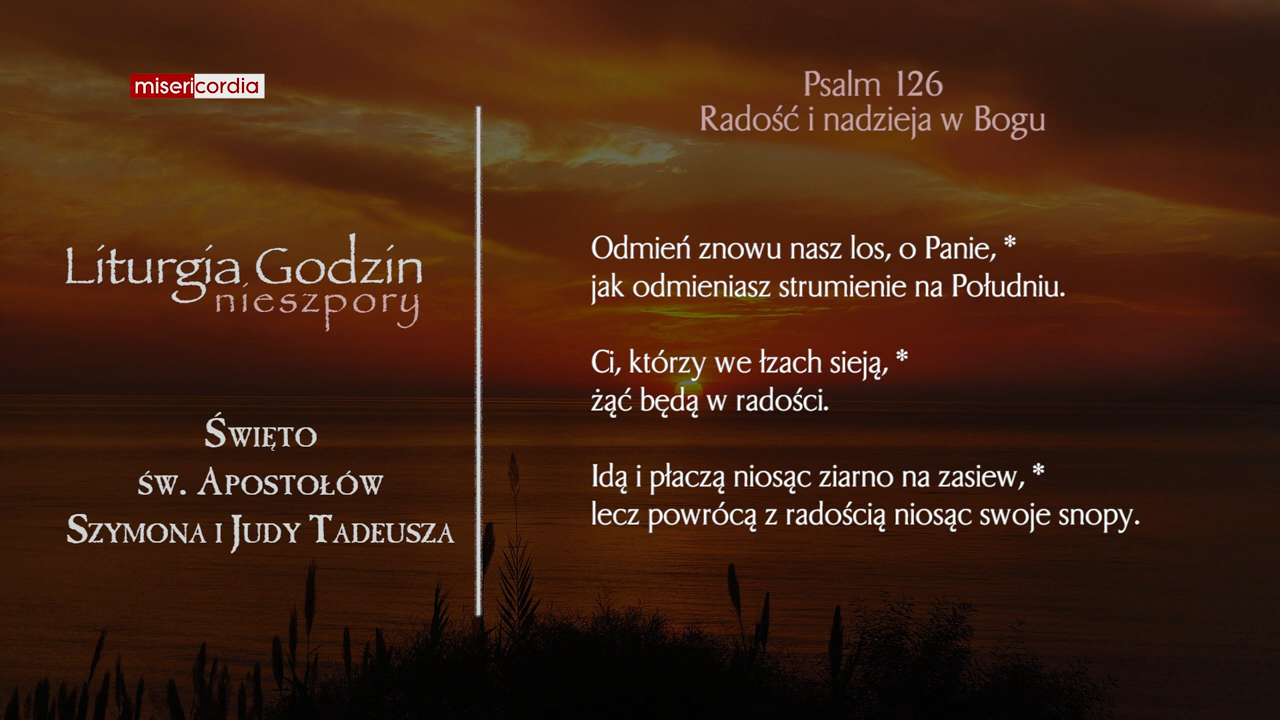 misericordia
Liturgia Godzin
nieszpory
Święto
św. Apostołów
Szymona i Judy Tadeusza
Psalm 126
Radość i nadzieja w Bogu
Odmień znowu nasz los, o Panie, *
jak odmieniasz strumienie na Południu.
Ci, którzy we łzach sieją, *
żąć będą w radości.
Idą i płaczą niosąc ziarno na zasiew, *
lecz powrócą z radością niosąc swoje snopy.